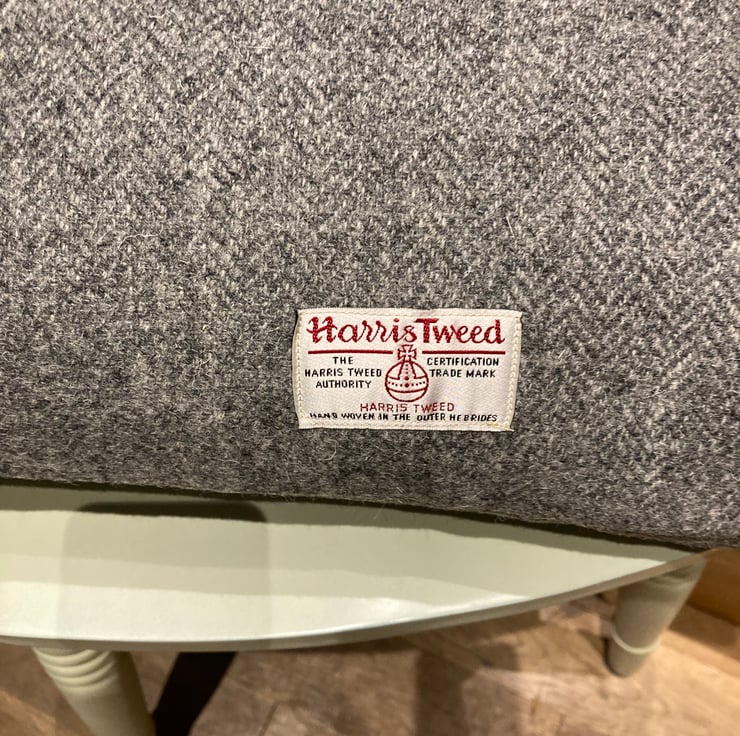 Harris Tweed
THE HARRIS TWEED AUTHORITY
CERTIFICATION TRADE MARK
HARRIS TWEED
HAND WOVEN IN THE OUTER HEBRIDES